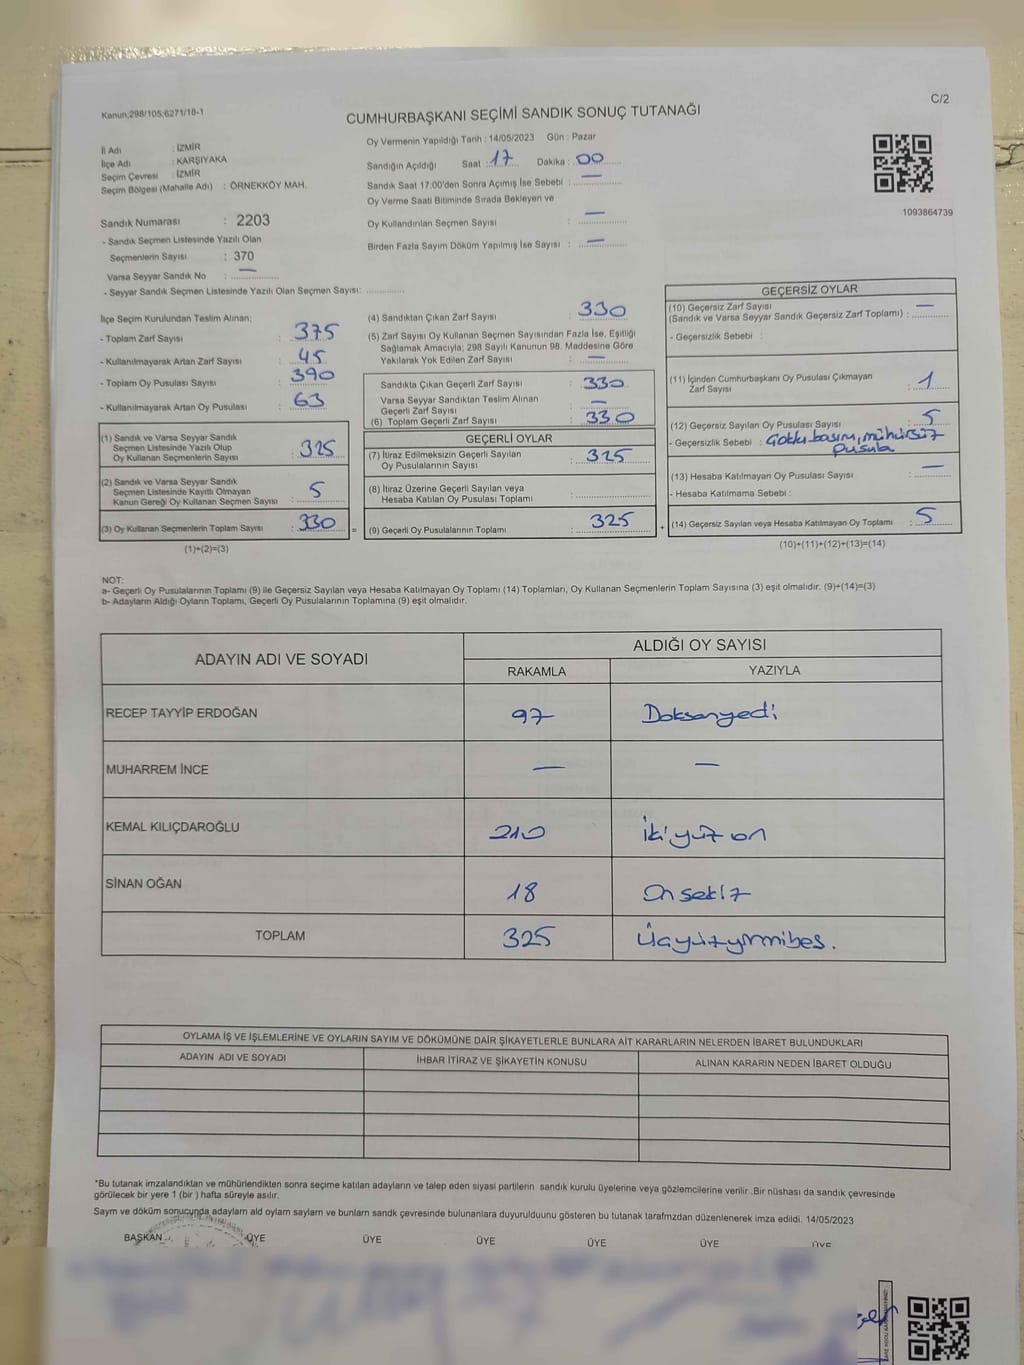 Kanun;298/105;6271/18-1
C/2
CUMHURBAŞKANI SEÇİMİ SANDIK SONUÇ TUTANAĞI
İl Adı : İZMİR
İlçe Adı : KARŞIYAKA
Seçim Çevresi : İZMİR
Seçim Bölgesi (Mahalle Adı) : ÖRNEKKÖY MAH.
Oy Vermenin Yapıldığı Tarih : 14/05/2023 Gün : Pazar
Sandığın Açıldığı Saat : 17 Dakika : 00
Sandık Saat 17:00'den Sonra Açımış İse Sebebi : —
Oy Verme Saati Bitiminde Sırada Bekleyen ve
Oy Kullandırılan Seçmen Sayısı : —
Birden Fazla Sayım Döküm Yapılmış İse Sayısı : —
1093864739
Sandık Numarası : 2203
- Sandık Seçmen Listesinde Yazılı Olan
Seçmenlerin Sayısı : 370
Varsa Seyyar Sandık No : —
- Seyyar Sandık Seçmen Listesinde Yazılı Olan Seçmen Sayısı:
İlçe Seçim Kurulundan Teslim Alınan;
- Toplam Zarf Sayısı : 375
- Kullanılmayarak Artan Zarf Sayısı : 45
- Toplam Oy Pusulası Sayısı : 390
- Kullanılmayarak Artan Oy Pusulası : 63
(1) Sandık ve Varsa Seyyar Sandık
Seçmen Listesinde Yazılı Olup
Oy Kullanan Seçmenlerin Sayısı : 325
(2) Sandık ve Varsa Seyyar Sandık
Seçmen Listesinde Kayıtlı Olmayan
Kanun Gereği Oy Kullanan Seçmen Sayısı : 5
(3) Oy Kullanan Seçmenlerin Toplam Sayısı : 330 =
(1)+(2)=(3)
(4) Sandıktan Çıkan Zarf Sayısı : 330
(5) Zarf Sayısı Oy Kullanan Seçmen Sayısından Fazla İse, Eşitliği
Sağlamak Amacıyla; 298 Sayılı Kanunun 98. Maddesine Göre
Yakılarak Yok Edilen Zarf Sayısı : —
Sandıkta Çıkan Geçerli Zarf Sayısı : 330
Varsa Seyyar Sandıktan Teslim Alınan
Geçerli Zarf Sayısı : —
(6) Toplam Geçerli Zarf Sayısı : 330
GEÇERLİ OYLAR
(7) İtiraz Edilmeksizin Geçerli Sayılan
Oy Pusulalarının Sayısı : 325
(8) İtiraz Üzerine Geçerli Sayılan veya
Hesaba Katılan Oy Pusulası Toplamı :
(9) Geçerli Oy Pusulalarının Toplamı : 325 +
GEÇERSİZ OYLAR
(10) Geçersiz Zarf Sayısı —
(Sandık ve Varsa Seyyar Sandık Geçersiz Zarf Toplamı) :
- Geçersizlik Sebebi :
(11) İçinden Cumhurbaşkanı Oy Pusulası Çıkmayan
Zarf Sayısı : 1
(12) Geçersiz Sayılan Oy Pusulası Sayısı : 5
- Geçersizlik Sebebi : Çoklu basım, mühürsüz
Pusula
(13) Hesaba Katılmayan Oy Pusulası Sayısı : —
- Hesaba Katılmama Sebebi :
(14) Geçersiz Sayılan veya Hesaba Katılmayan Oy Toplamı : 5
(10)+(11)+(12)+(13)=(14)
NOT:
a- Geçerli Oy Pusulalarının Toplamı (9) ile Geçersiz Sayılan veya Hesaba Katılmayan Oy Toplamı (14) Toplamları, Oy Kullanan Seçmenlerin Toplam Sayısına (3) eşit olmalıdır. (9)+(14)=(3)
b- Adayların Aldığı Oyların Toplamı, Geçerli Oy Pusulalarının Toplamına (9) eşit olmalıdır.
ADAYIN ADI VE SOYADI ALDIĞI OY SAYISI
RAKAMLA YAZIYLA
RECEP TAYYİP ERDOĞAN 97 Doksanyedi
MUHARREM İNCE — —
KEMAL KILIÇDAROĞLU 210 İkiyüz on
SİNAN OĞAN 18 On sekiz
TOPLAM 325 Üçyüzyirmibeş.
OYLAMA İŞ VE İŞLEMLERİNE VE OYLARIN SAYIM VE DÖKÜMÜNE DAİR ŞİKAYETLERLE BUNLARA AİT KARARLARIN NELERDEN İBARET BULUNDUKLARI
ADAYIN ADI VE SOYADI İHBAR İTİRAZ VE ŞİKAYETİN KONUSU ALINAN KARARIN NEDEN İBARET OLDUĞU
*Bu tutanak imzalandıktan ve mühürlendikten sonra seçime katılan adayların ve talep eden siyasi partilerin sandık kurulu üyelerine veya gözlemcilerine verilir .Bir nüshası da sandık çevresinde
görülecek bir yere 1 (bir ) hafta süreyle asılır.
Sayım ve döküm sonucunda adayların ald oyların sayların ve bunların sandk çevresinde bulunanlara duyurulduunu gösteren bu tutanak tarafmzdan düzenlenerek imza edildi. 14/05/2023
BAŞKAN ÜYE ÜYE ÜYE ÜYE ÜYE ÜYE